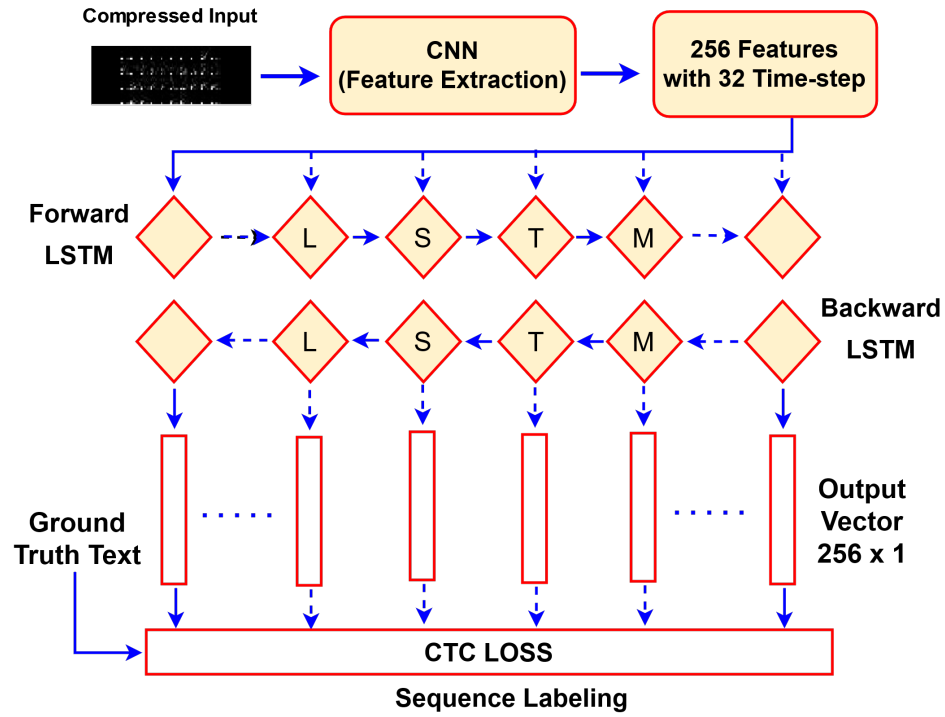 Compressed Input
CNN
(Feature Extraction)
256 Features
with 32 Time-step
Forward
LSTM
L S T M
L S T M
Backward
LSTM
Ground
Truth Text
Output
Vector
256 x 1
CTC LOSS
Sequence Labeling